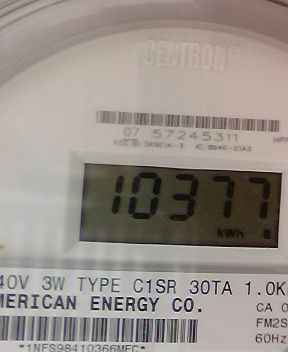 CENTRON®
07 57245311
10377
kWh
40V 3W TYPE C1SR 30TA 1.0K
MERICAN ENERGY CO.
CA 0
FM2S
60Hz
*1NFS98410366MFC*